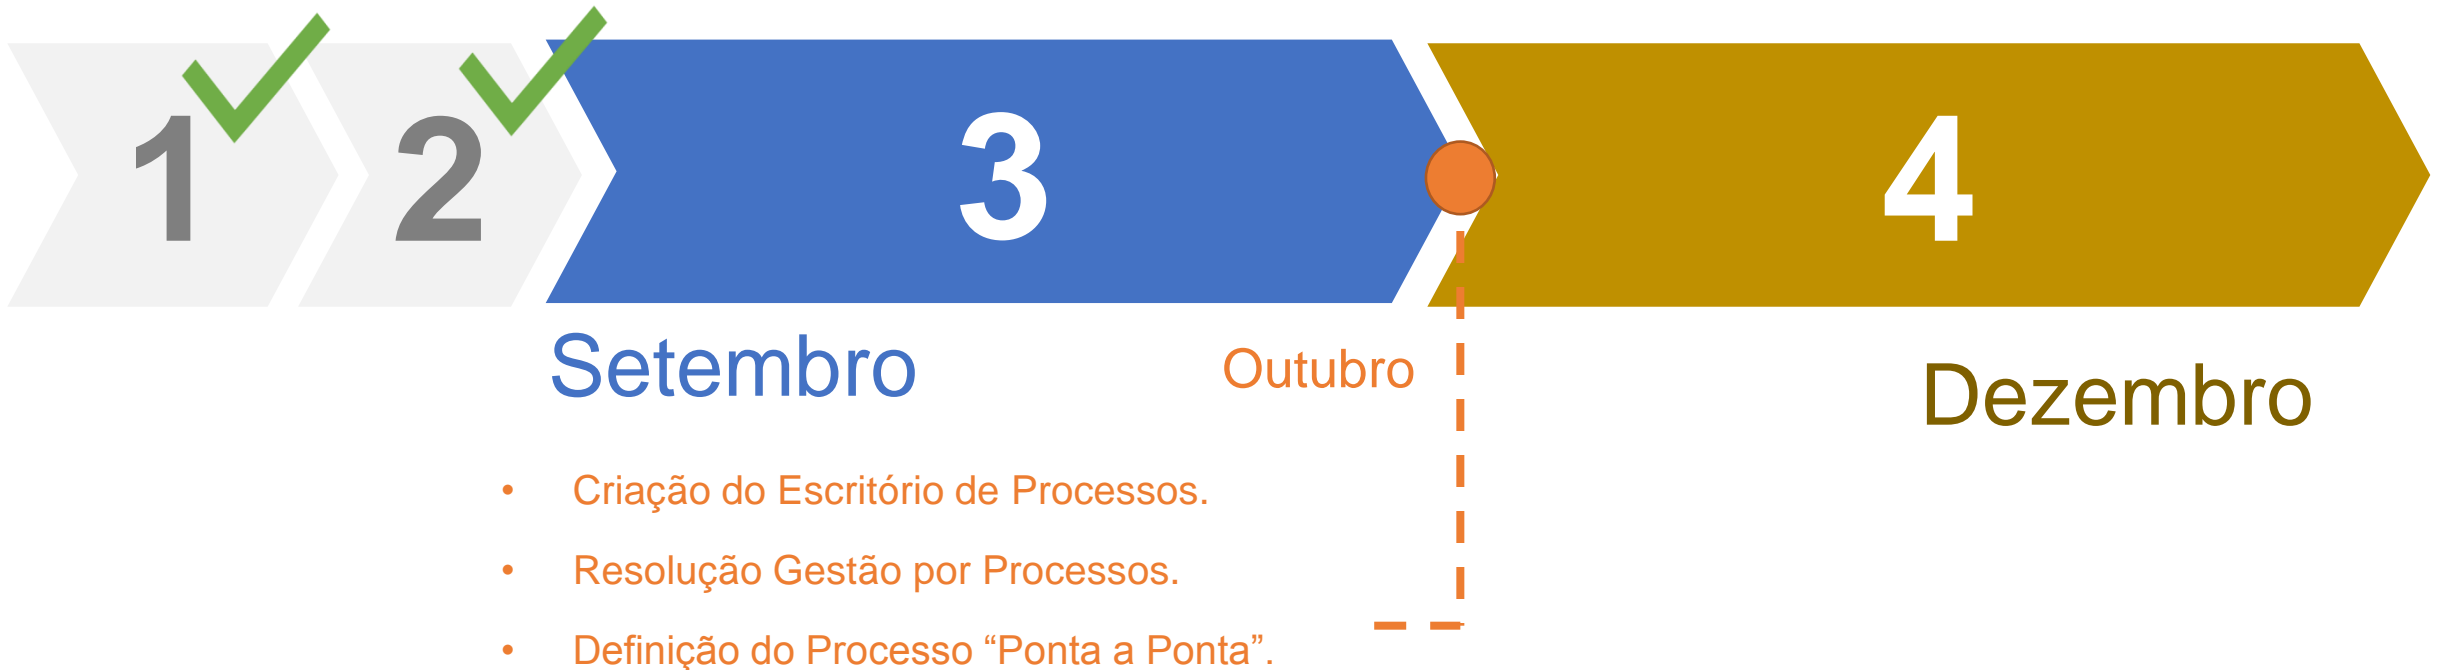 1
2
3
4
Setembro
Outubro
Dezembro
• Criação do Escritório de Processos.
• Resolução Gestão por Processos.
• Definição do Processo “Ponta a Ponta”.